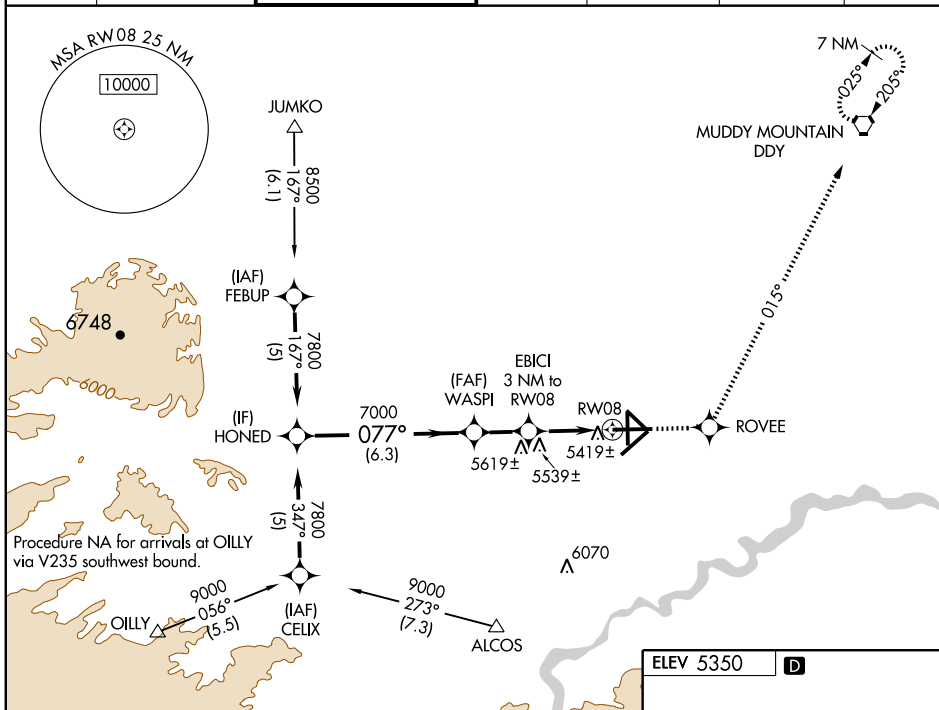 MSA RW08 25 NM
10000
JUMKO
8500
167°
(6.1)
7 NM
025°
205°
MUDDY MOUNTAIN
DDY
(IAF)
FEBUP
6748
6000
7800
167°
(5)
015°
(IF)
HONED
7000
077°
(6.3)
(FAF)
WASPI
EBICI
3 NM to
RW08
RW08
ROVEE
5619±
5539±
5419±
7800
347°
(5)
Procedure NA for arrivals at OILLY
via V235 southwest bound.
6070
9000
056°
(5.5)
OILLY
(IAF)
CELIX
9000
273°
(7.3)
ALCOS
ELEV 5350
D